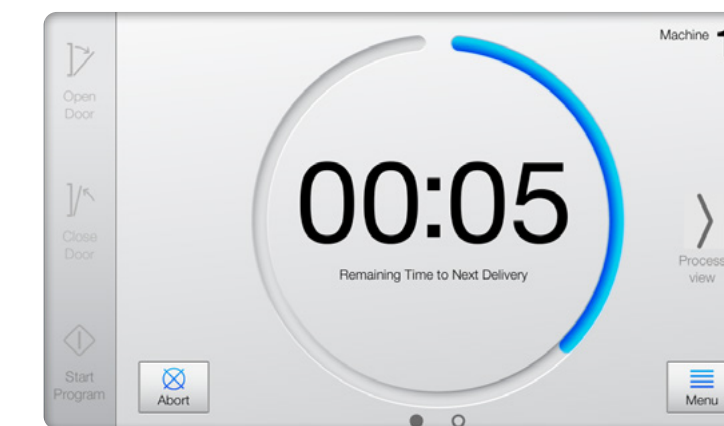 Machine
Open
Door
00:05
Remaining Time to Next Delivery
Close
Door
Process
view
Start
Program
Abort
Menu